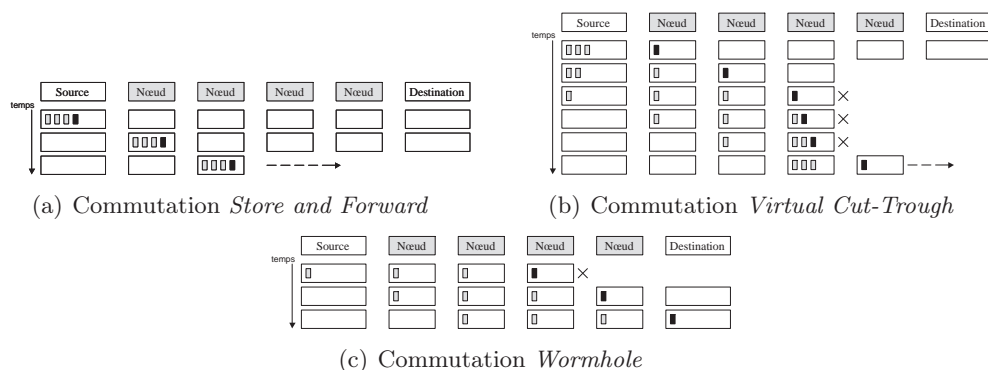 Source Nœud Nœud Nœud Nœud Destination
temps
(a) Commutation Store and Forward
Source Nœud Nœud Nœud Nœud Destination
temps
(b) Commutation Virtual Cut-Trough
Source Nœud Nœud Nœud Nœud Destination
temps
(c) Commutation Wormhole